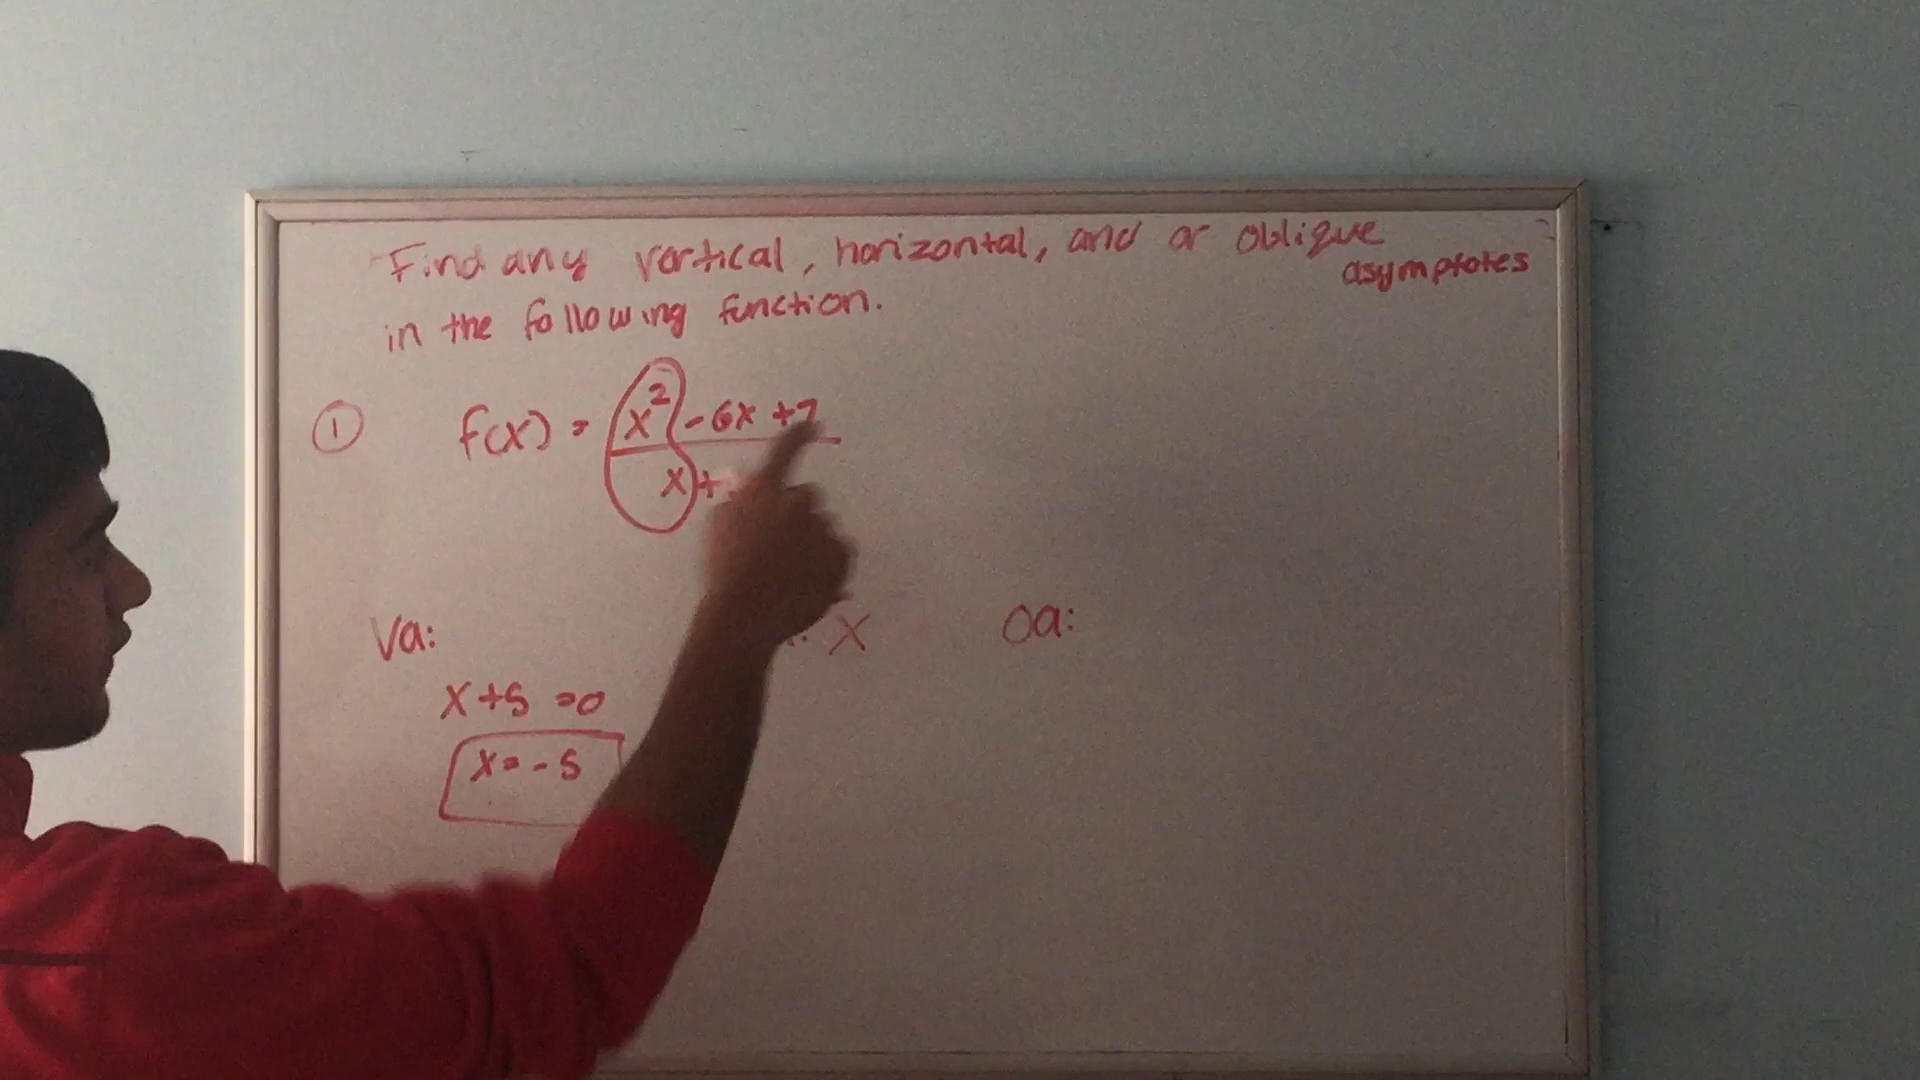 Find any vertical, horizontal, and or oblique
asymptotes
in the following function.
① f(x) = x² - 6x + 7
x +
Va: X Oa:
x + 5 = 0
x = -5